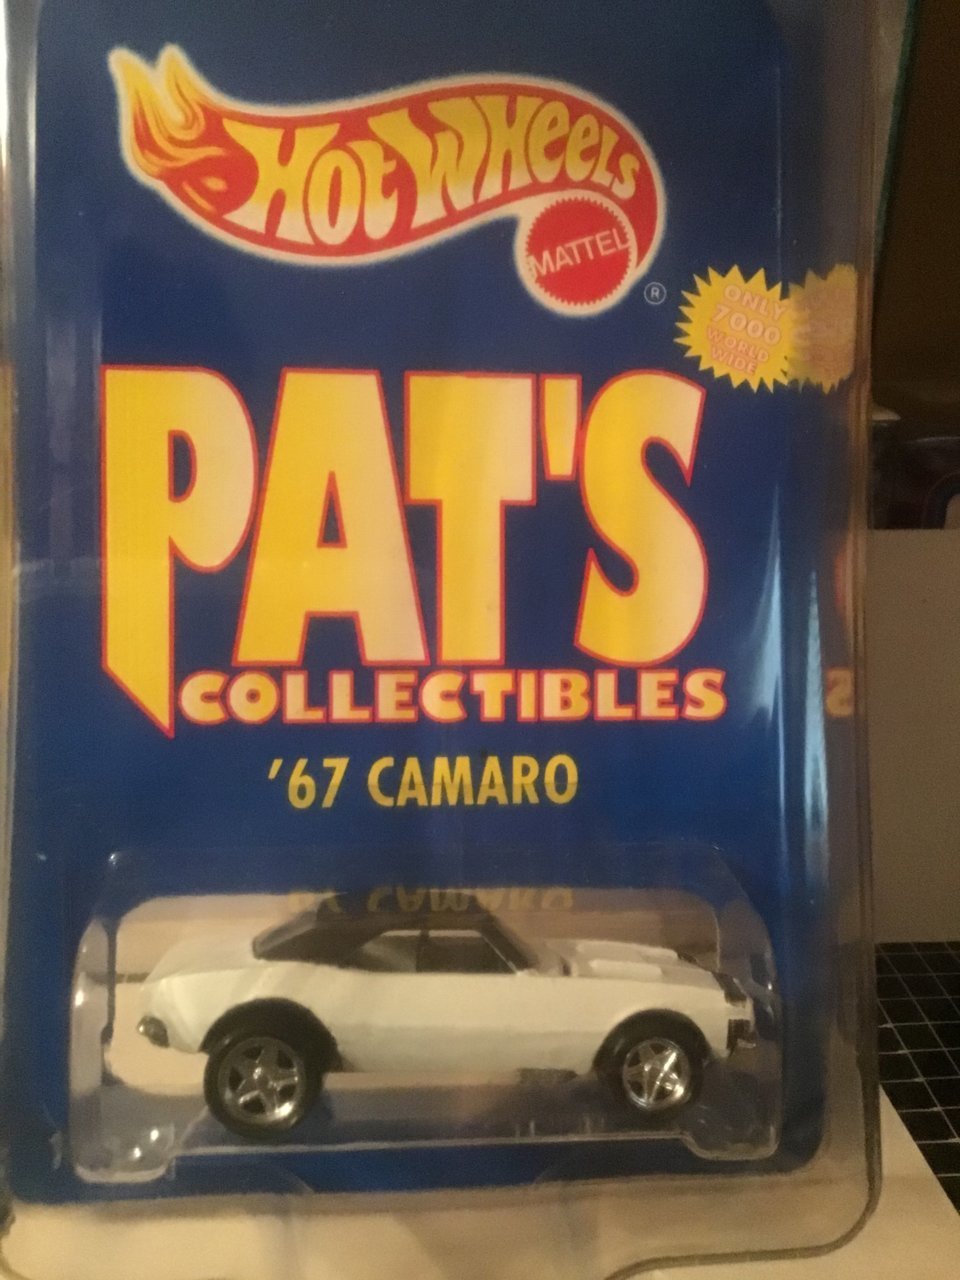 HOT WHEELS
MATTEL
®
ONLY
7000
WORLD
WIDE
PAT'S
COLLECTIBLES
'67 CAMARO